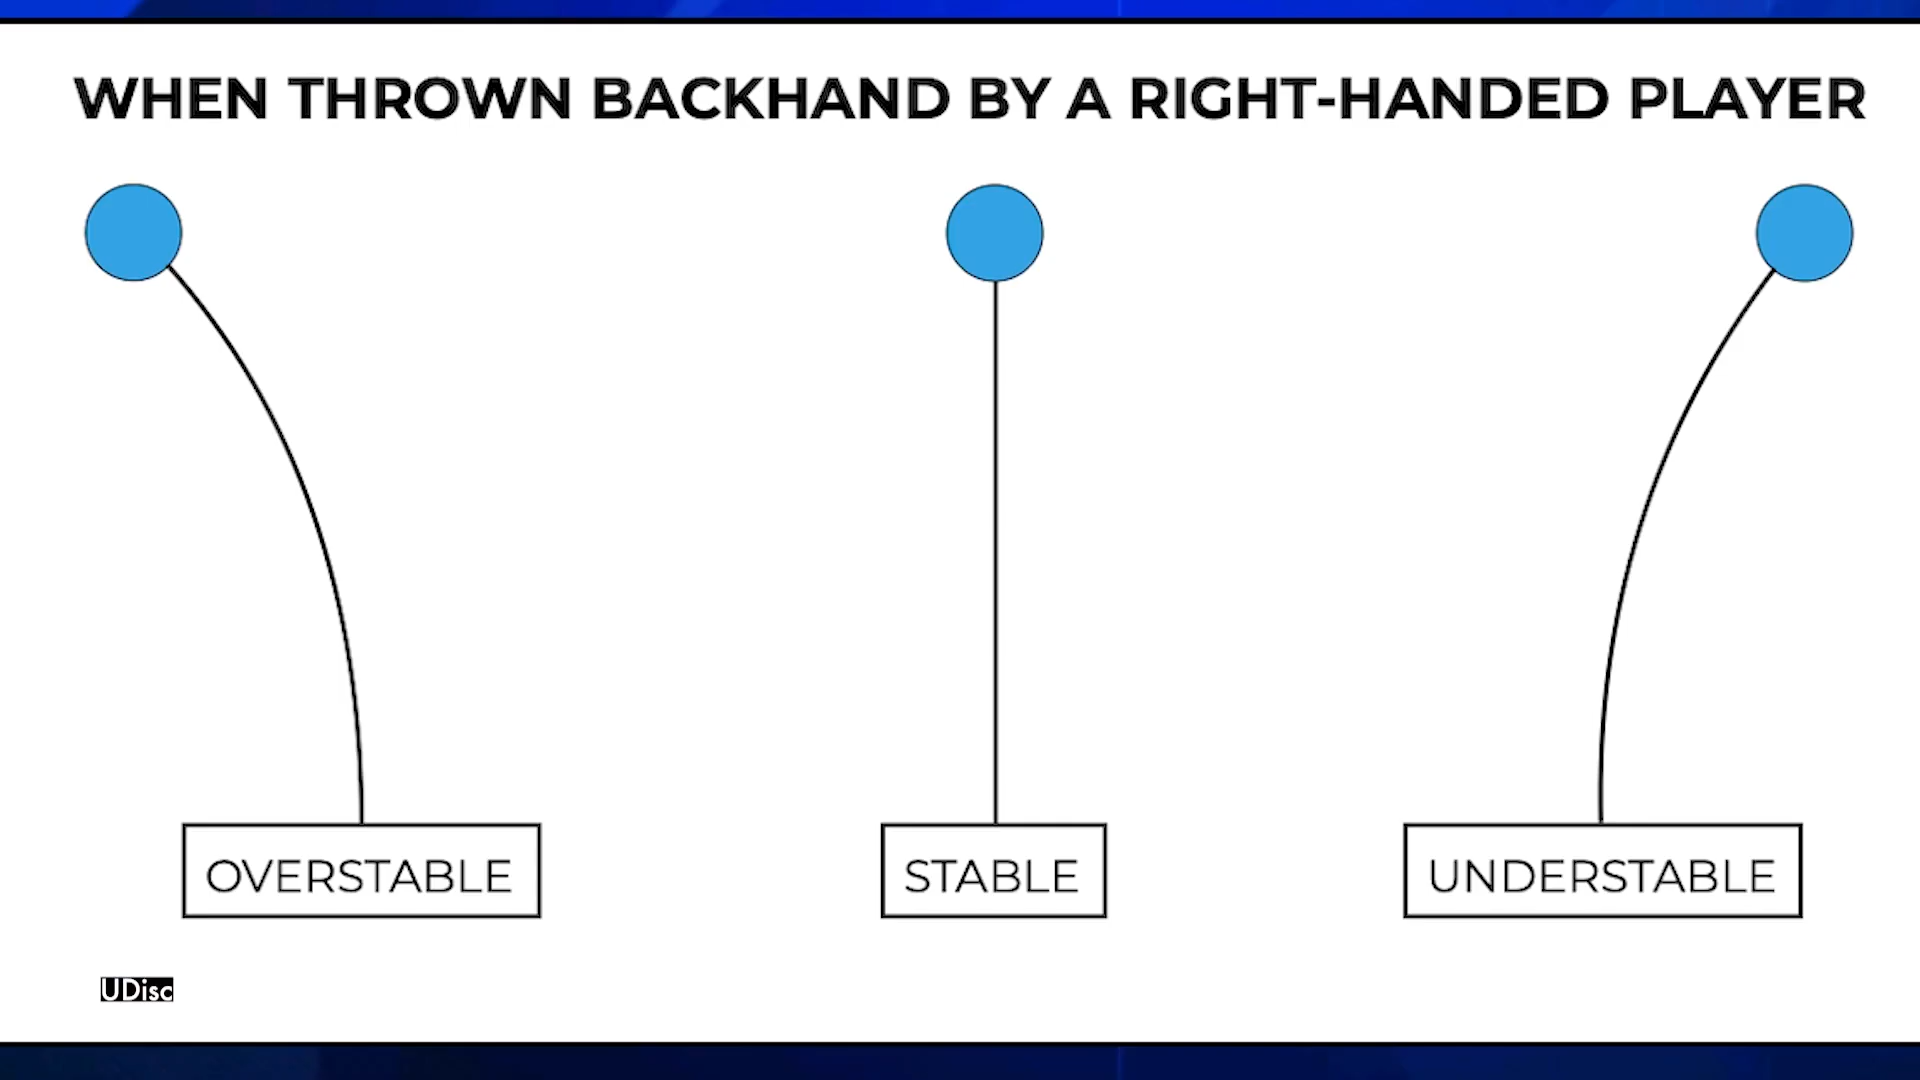 WHEN THROWN BACKHAND BY A RIGHT-HANDED PLAYER
OVERSTABLE
STABLE
UNDERSTABLE
UDisc